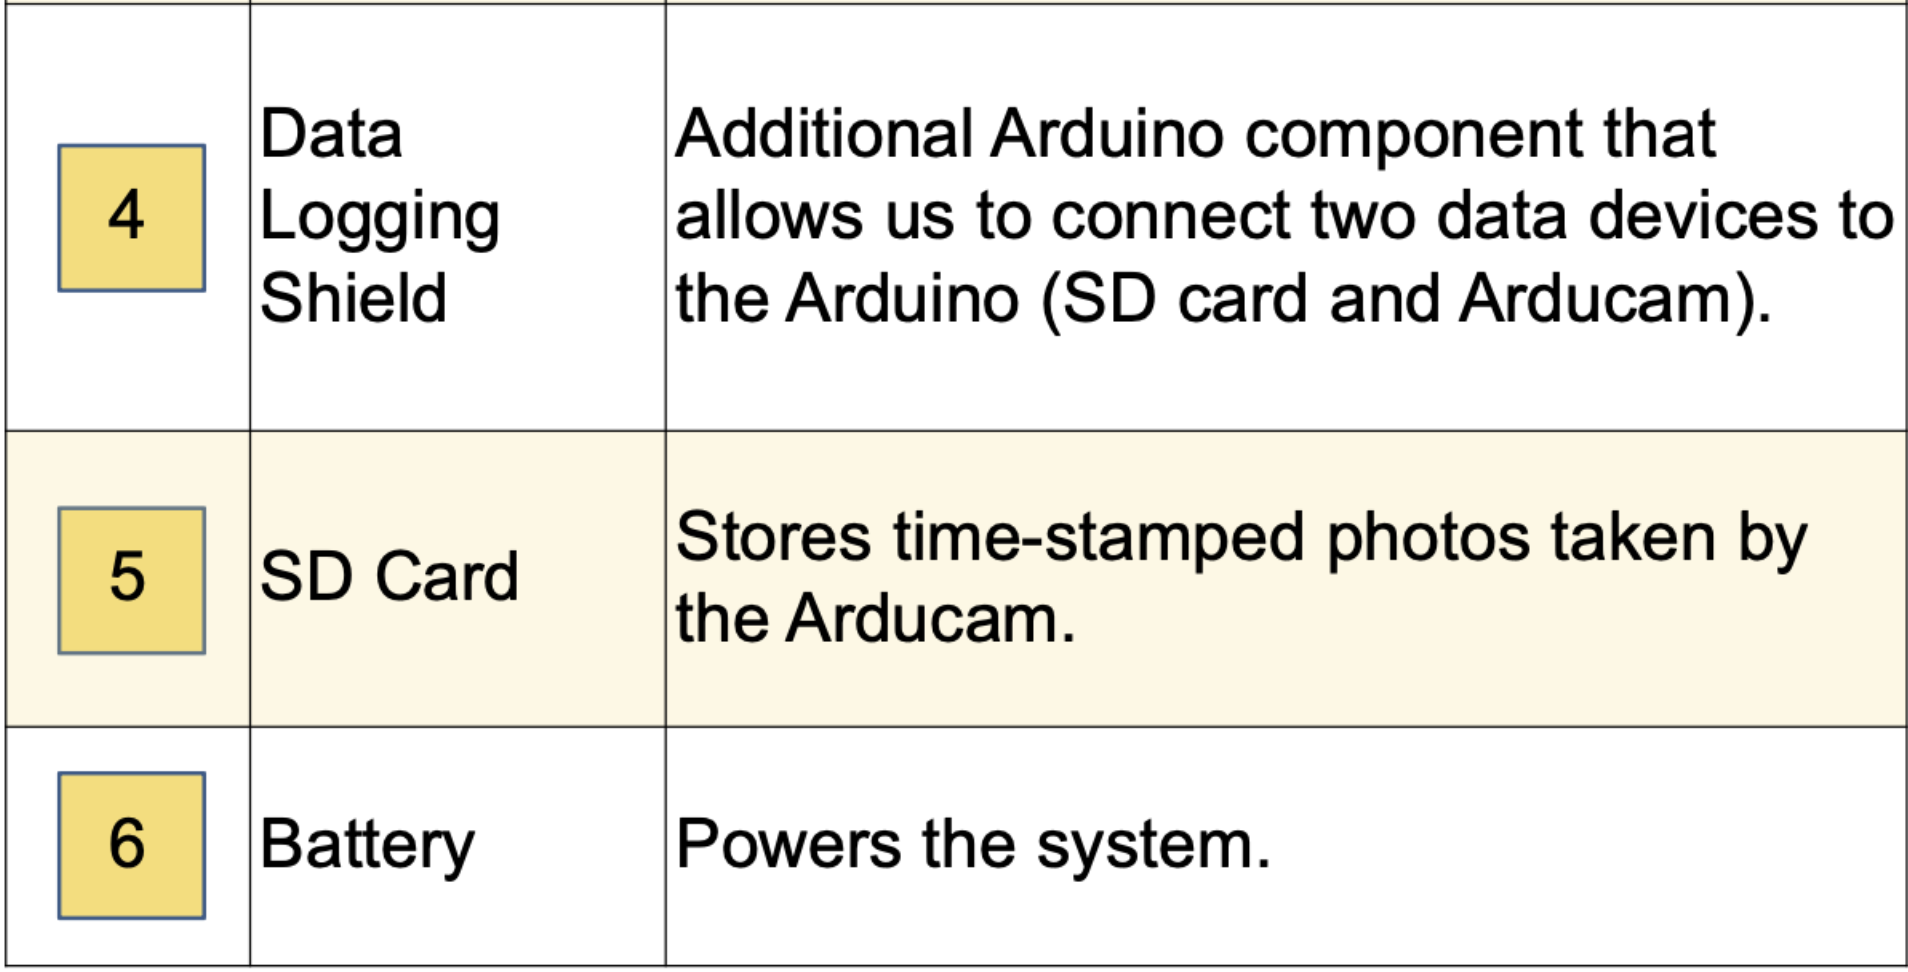 4
Data
Logging
Shield
Additional Arduino component that
allows us to connect two data devices to
the Arduino (SD card and Arducam).
5
SD Card
Stores time-stamped photos taken by
the Arducam.
6
Battery
Powers the system.